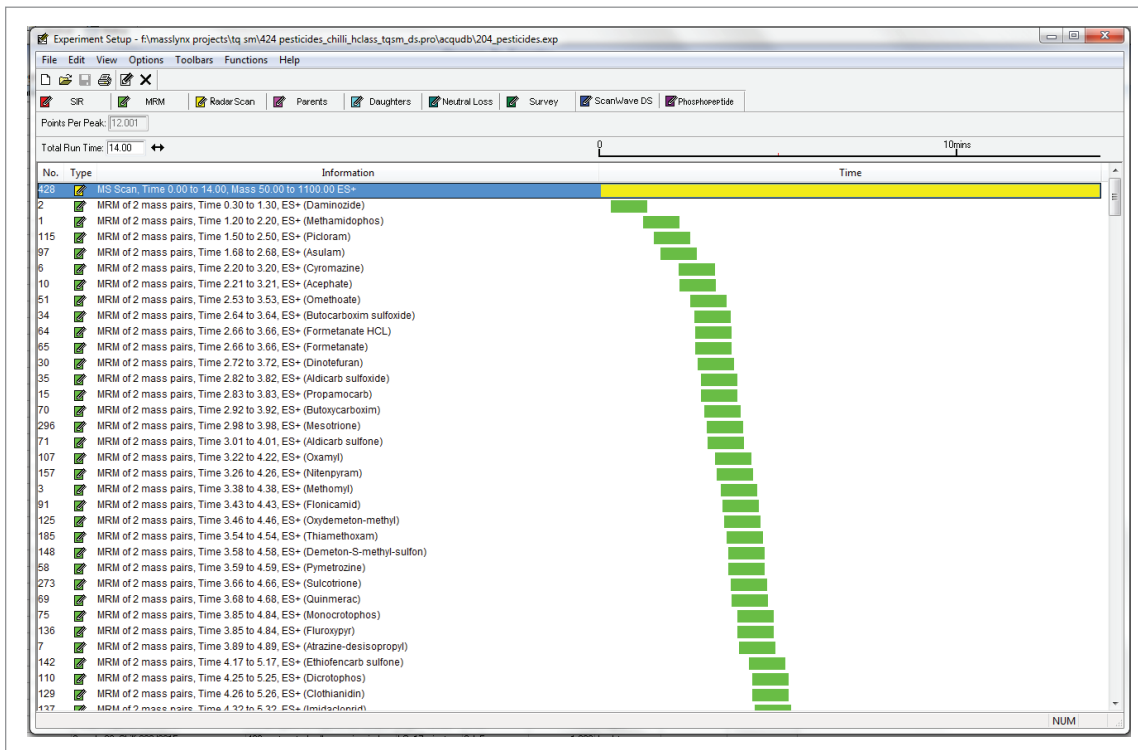 Experiment Setup - f:\masslynx projects\tq sm\424 pesticides_chilli_hclass_tqsm_ds.pro\acqudb\204_pesticides.exp
File Edit View Options Toolbars Functions Help
SIR MRM Radar Scan Parents Daughters Neutral Loss Survey ScanWave DS Phosphopeptide
Points Per Peak: 12.001
Total Run Time: 14.00 0 10mins
No. Type Information Time
428 MS Scan, Time 0.00 to 14.00, Mass 50.00 to 1100.00 ES+
2 MRM of 2 mass pairs, Time 0.30 to 1.30, ES+ (Daminozide)
1 MRM of 2 mass pairs, Time 1.20 to 2.20, ES+ (Methamidophos)
115 MRM of 2 mass pairs, Time 1.50 to 2.50, ES+ (Picloram)
97 MRM of 2 mass pairs, Time 1.68 to 2.68, ES+ (Asulam)
6 MRM of 2 mass pairs, Time 2.20 to 3.20, ES+ (Cyromazine)
10 MRM of 2 mass pairs, Time 2.21 to 3.21, ES+ (Acephate)
51 MRM of 2 mass pairs, Time 2.53 to 3.53, ES+ (Omethoate)
34 MRM of 2 mass pairs, Time 2.64 to 3.64, ES+ (Butocarboxim sulfoxide)
64 MRM of 2 mass pairs, Time 2.66 to 3.66, ES+ (Formetanate HCL)
65 MRM of 2 mass pairs, Time 2.66 to 3.66, ES+ (Formetanate)
30 MRM of 2 mass pairs, Time 2.72 to 3.72, ES+ (Dinotefuran)
35 MRM of 2 mass pairs, Time 2.82 to 3.82, ES+ (Aldicarb sulfoxide)
15 MRM of 2 mass pairs, Time 2.83 to 3.83, ES+ (Propamocarb)
70 MRM of 2 mass pairs, Time 2.92 to 3.92, ES+ (Butoxycarboxim)
296 MRM of 2 mass pairs, Time 2.98 to 3.98, ES+ (Mesotrione)
71 MRM of 2 mass pairs, Time 3.01 to 4.01, ES+ (Aldicarb sulfone)
107 MRM of 2 mass pairs, Time 3.22 to 4.22, ES+ (Oxamyl)
157 MRM of 2 mass pairs, Time 3.26 to 4.26, ES+ (Nitenpyram)
3 MRM of 2 mass pairs, Time 3.38 to 4.38, ES+ (Methomyl)
91 MRM of 2 mass pairs, Time 3.43 to 4.43, ES+ (Flonicamid)
125 MRM of 2 mass pairs, Time 3.46 to 4.46, ES+ (Oxydemeton-methyl)
185 MRM of 2 mass pairs, Time 3.54 to 4.54, ES+ (Thiamethoxam)
148 MRM of 2 mass pairs, Time 3.58 to 4.58, ES+ (Demeton-S-methyl-sulfon)
58 MRM of 2 mass pairs, Time 3.59 to 4.59, ES+ (Pymetrozine)
273 MRM of 2 mass pairs, Time 3.66 to 4.66, ES+ (Sulcotrione)
69 MRM of 2 mass pairs, Time 3.68 to 4.68, ES+ (Quinmerac)
75 MRM of 2 mass pairs, Time 3.85 to 4.84, ES+ (Monocrotophos)
136 MRM of 2 mass pairs, Time 3.85 to 4.84, ES+ (Fluroxypyr)
7 MRM of 2 mass pairs, Time 3.89 to 4.89, ES+ (Atrazine-desisopropyl)
142 MRM of 2 mass pairs, Time 4.17 to 5.17, ES+ (Ethiofencarb sulfone)
110 MRM of 2 mass pairs, Time 4.25 to 5.25, ES+ (Dicrotophos)
129 MRM of 2 mass pairs, Time 4.26 to 5.26, ES+ (Clothianidin)
137 MRM of 2 mass pairs, Time 4.32 to 5.32, ES+ (Imidacloprid)
NUM